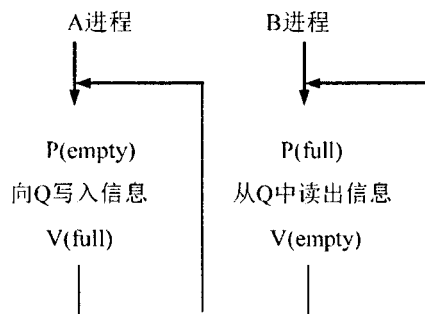 A进程
B进程
P(empty)
P(full)
向Q写入信息
从Q中读出信息
V(full)
V(empty)